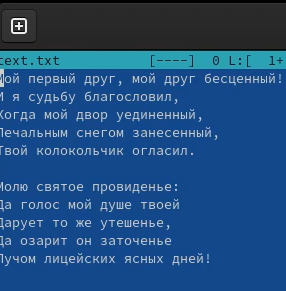 text.txt [----] 0 L:[ 1+
Мой первый друг, мой друг бесценный!
И я судьбу благословил,
Когда мой двор уединенный,
Печальным снегом занесенный,
Твой колокольчик огласил.

Молю святое провиденье:
Да голос мой душе твоей
Дарует то же утешенье,
Да озарит он заточенье
Лучом лицейских ясных дней!